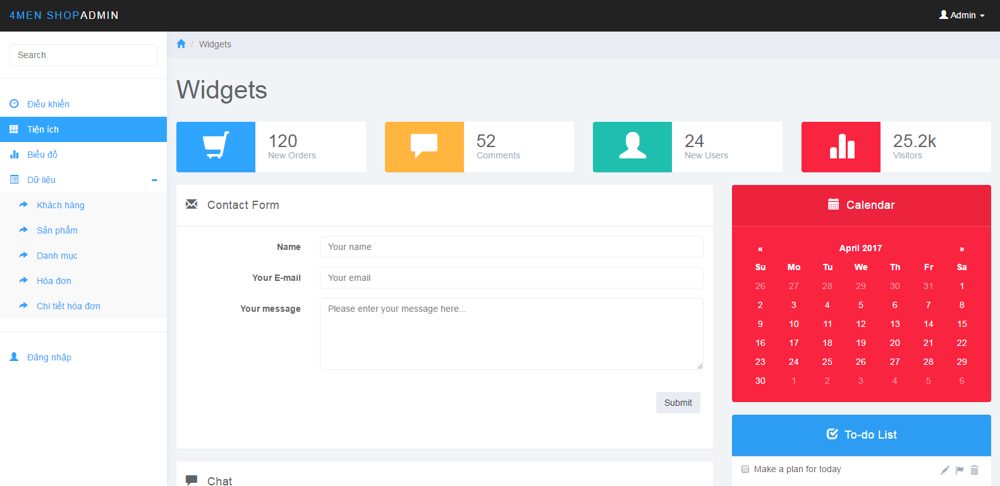 4MEN SHOPADMIN
Admin
Search
Điều khiển
Tiện ích
Biểu đồ
Dữ liệu
Khách hàng
Sản phẩm
Danh mục
Hóa đơn
Chi tiết hóa đơn
Đăng nhập
/ Widgets
Widgets
120
New Orders
52
Comments
24
New Users
25.2k
Visitors
Contact Form
Name
Your name
Your E-mail
Your email
Your message
Please enter your message here...
Submit
Chat
Calendar
« April 2017 »
Su Mo Tu We Th Fr Sa
26 27 28 29 30 31 1
2 3 4 5 6 7 8
9 10 11 12 13 14 15
16 17 18 19 20 21 22
23 24 25 26 27 28 29
30 1 2 3 4 5 6
To-do List
Make a plan for today